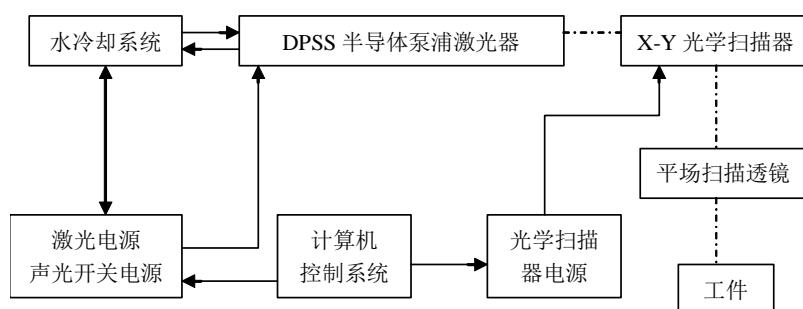 水冷却系统
DPSS 半导体泵浦激光器
X-Y 光学扫描器
平场扫描透镜
激光电源
声光开关电源
计算机
控制系统
光学扫描
器电源
工件